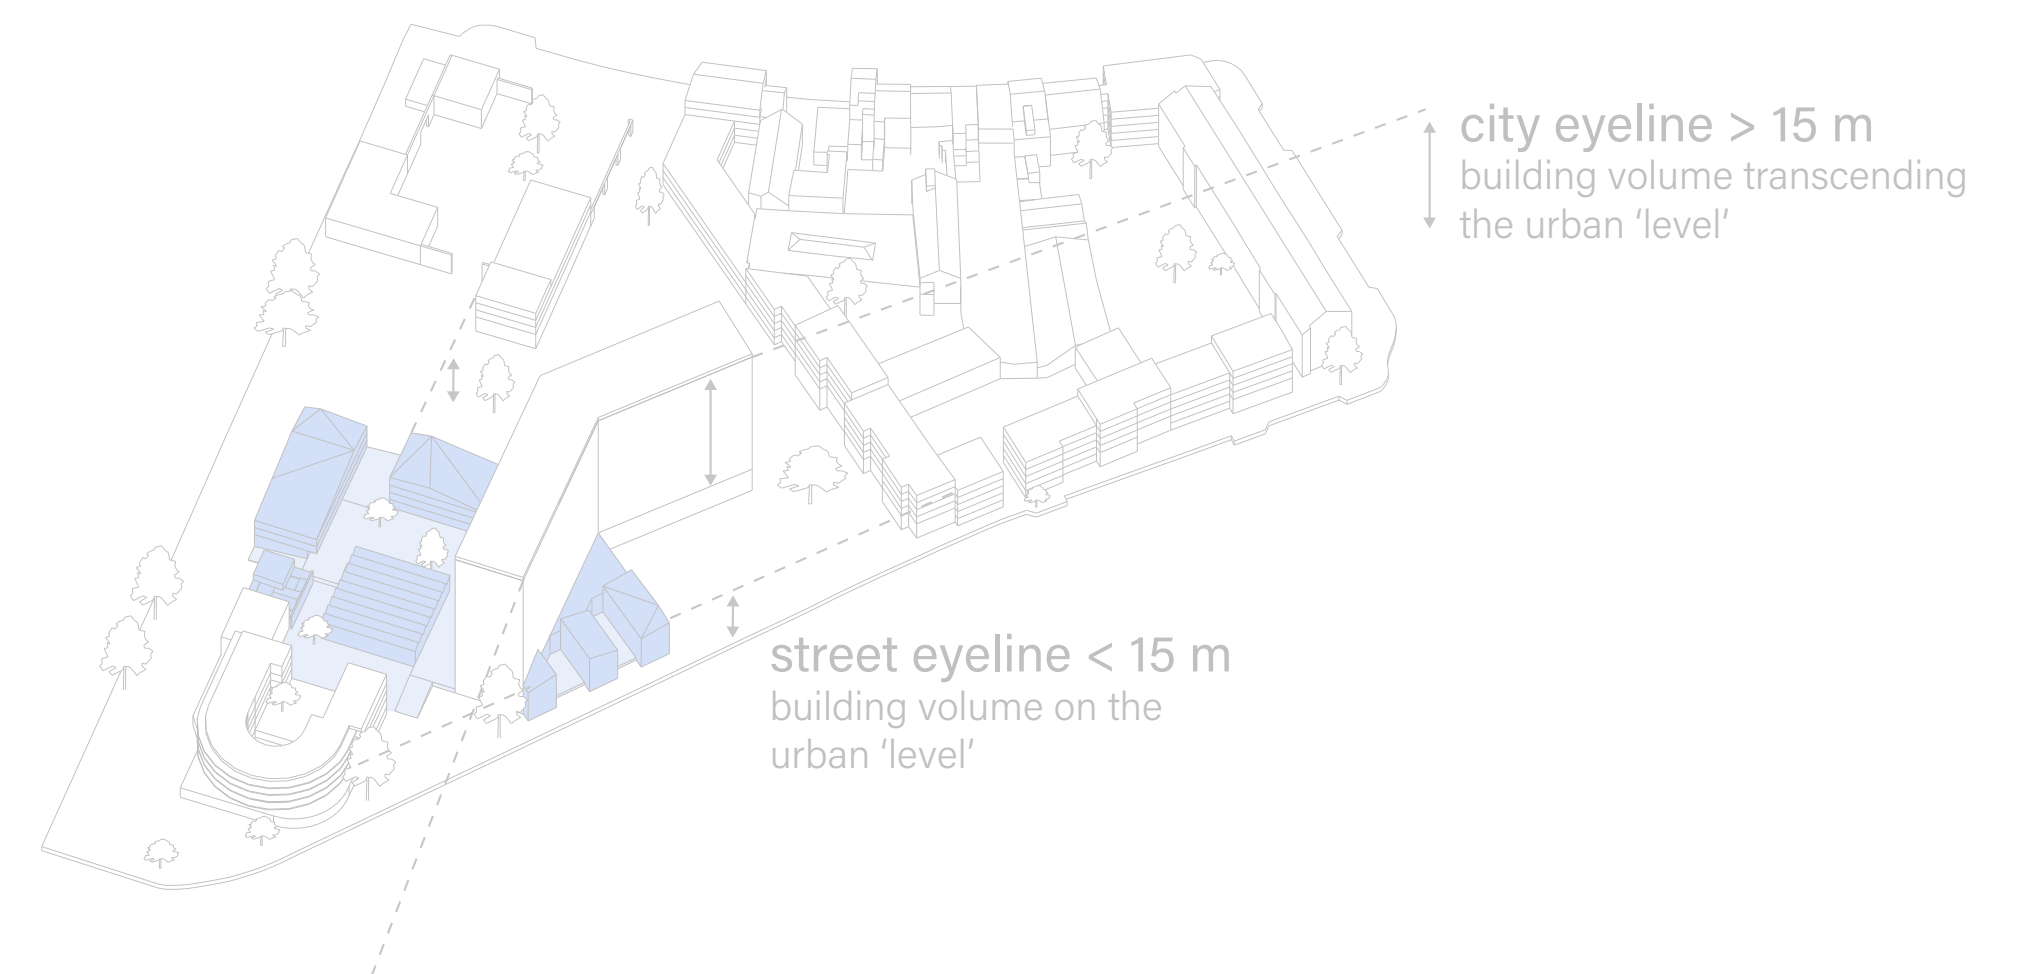 city eyeline > 15 m
building volume transcending
the urban ‘level’
street eyeline < 15 m
building volume on the
urban ‘level’